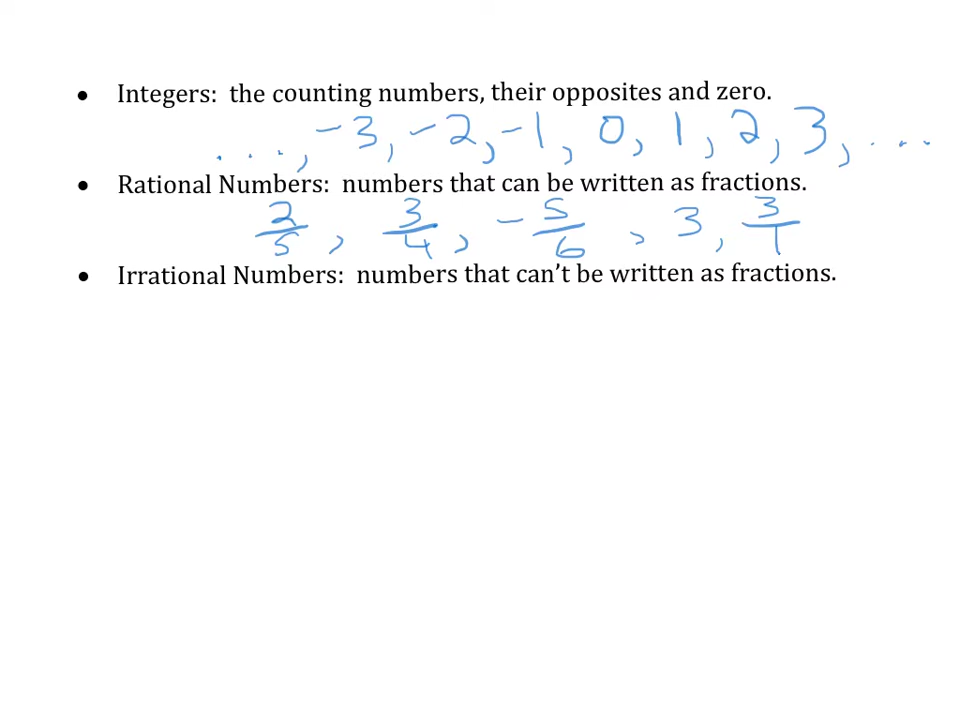 • Integers: the counting numbers, their opposites and zero.
..., -3, -2, -1, 0, 1, 2, 3, ...
• Rational Numbers: numbers that can be written as fractions.
2/5, 3/4, -5/6, 3, 3/1
• Irrational Numbers: numbers that can't be written as fractions.